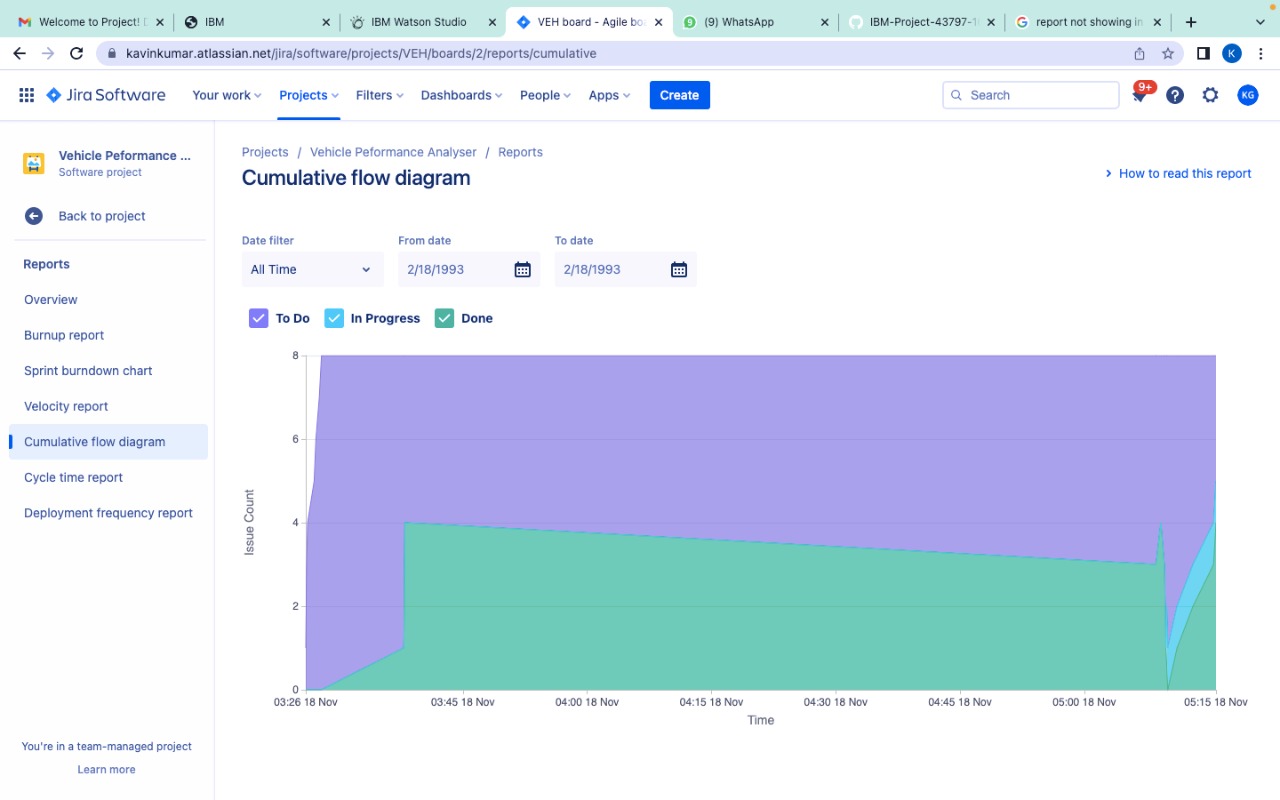 Welcome to Project! D
IBM
IBM Watson Studio
VEH board - Agile boa
(9) WhatsApp
IBM-Project-43797-16
report not showing in
kavinkumar.atlassian.net/jira/software/projects/VEH/boards/2/reports/cumulative
K
Jira Software
Your work
Projects
Filters
Dashboards
People
Apps
Create
Search
9+
KG
Vehicle Peformance ...
Software project
Back to project
Reports
Overview
Burnup report
Sprint burndown chart
Velocity report
Cumulative flow diagram
Cycle time report
Deployment frequency report
You're in a team-managed project
Learn more
Projects / Vehicle Peformance Analyser / Reports
Cumulative flow diagram
How to read this report
Date filter
From date
To date
All Time
2/18/1993
2/18/1993
To Do
In Progress
Done
8
6
4
2
0
Issue Count
03:26 18 Nov
03:45 18 Nov
04:00 18 Nov
04:15 18 Nov
04:30 18 Nov
04:45 18 Nov
05:00 18 Nov
05:15 18 Nov
Time